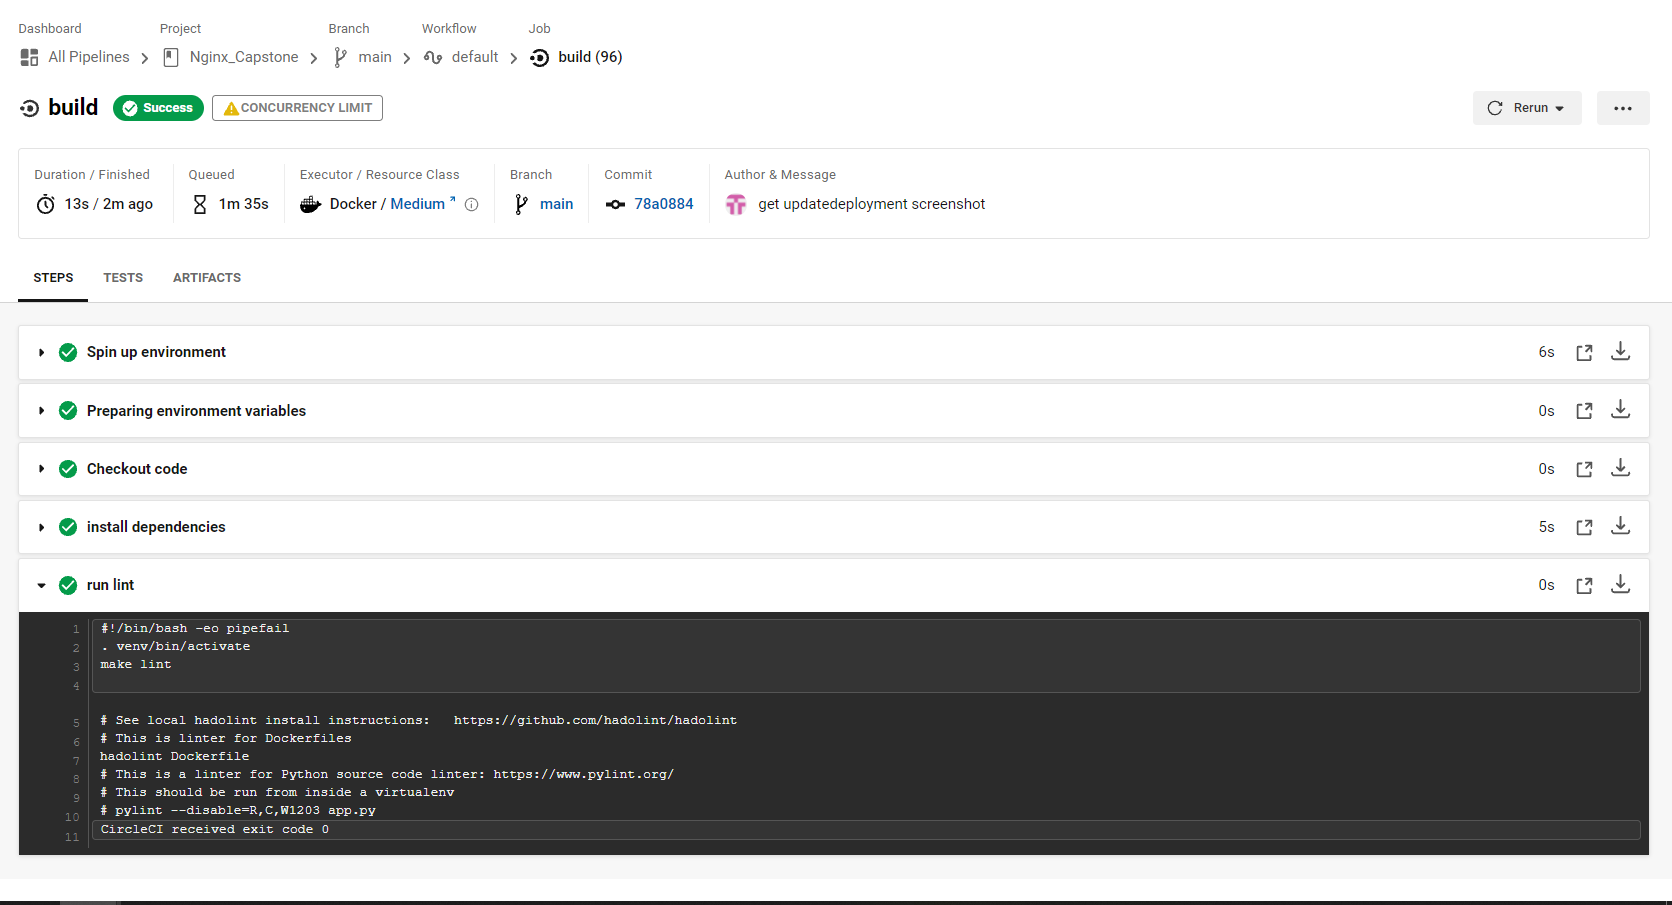 Dashboard Project Branch Workflow Job
All Pipelines Nginx_Capstone main default build (96)
build Success CONCURRENCY LIMIT Rerun
Duration / Finished Queued Executor / Resource Class Branch Commit Author & Message
13s / 2m ago 1m 35s Docker / Medium main 78a0884 get updatedeployment screenshot
STEPS TESTS ARTIFACTS
Spin up environment 6s
Preparing environment variables 0s
Checkout code 0s
install dependencies 5s
run lint 0s
1 #!/bin/bash -eo pipefail
2 . venv/bin/activate
3 make lint
4
5 # See local hadolint install instructions:   https://github.com/hadolint/hadolint
6 # This is linter for Dockerfiles
7 hadolint Dockerfile
8 # This is a linter for Python source code linter: https://www.pylint.org/
9 # This should be run from inside a virtualenv
10 # pylint --disable=R,C,W1203 app.py
11 CircleCI received exit code 0